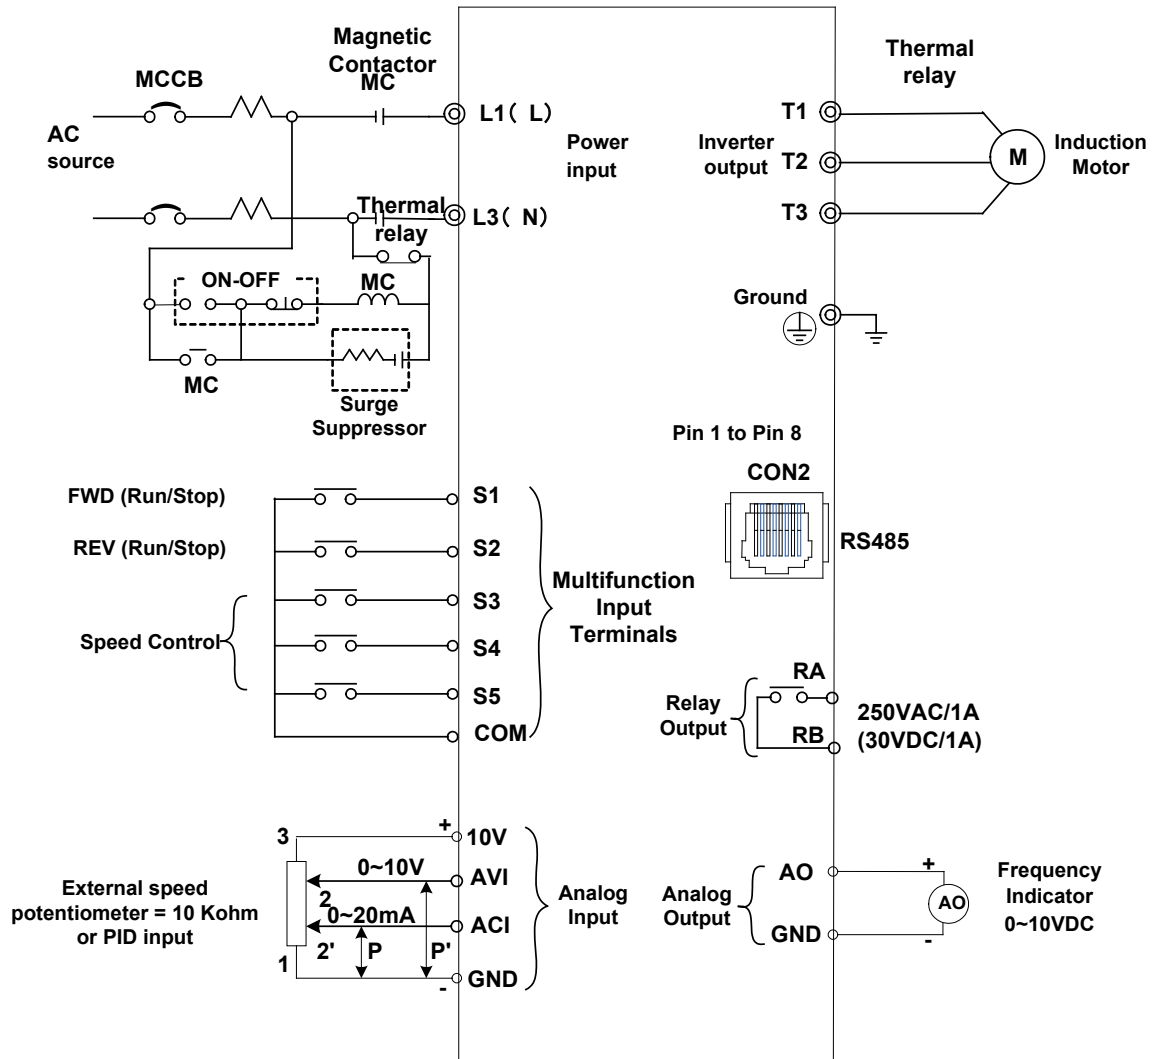 Magnetic
Contactor
MC
MCCB
AC
source
L1( L)
Power
input
L3( N)
Thermal
relay
ON-OFF
MC
MC
Surge
Suppressor
Thermal
relay
T1
Inverter
output
T2
T3
M
Induction
Motor
Ground
Pin 1 to Pin 8
CON2
RS485
FWD (Run/Stop)
S1
REV (Run/Stop)
S2
S3
Speed Control
S4
S5
COM
Multifunction
Input
Terminals
Relay
Output
RA
RB
250VAC/1A
(30VDC/1A)
3
+
10V
0~10V
AVI
2
0~20mA
ACI
2'
P
P'
1
-
GND
External speed
potentiometer = 10 Kohm
or PID input
Analog
Input
Analog
Output
AO
GND
+
AO
-
Frequency
Indicator
0~10VDC